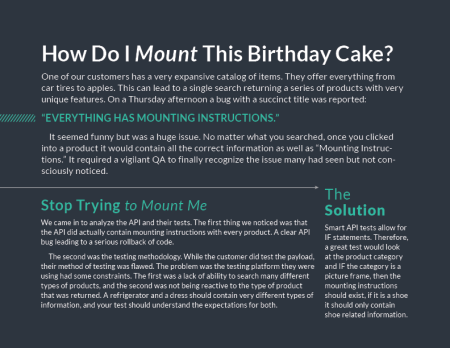 How Do I Mount This Birthday Cake?
One of our customers has a very expansive catalog of items. They offer everything from
car tires to apples. This can lead to a single search returning a series of products with very
unique features. On a Thursday afternoon a bug with a succinct title was reported:
"EVERYTHING HAS MOUNTING INSTRUCTIONS."
It seemed funny but was a huge issue. No matter what you searched, once you clicked
into a product it would contain all the correct information as well as "Mounting Instruc-
tions." It required a vigilant QA to finally recognize the issue many had seen but not con-
sciously noticed.
Stop Trying to Mount Me
We came in to analyze the API and their tests. The first thing we noticed was that
the API did actually contain mounting instructions with every product. A clear API
bug leading to a serious rollback of code.
The second was the testing methodology. While the customer did test the payload,
their method of testing was flawed. The problem was the testing platform they were
using had some constraints. The first was a lack of ability to search many different
types of products, and the second was not being reactive to the type of product
that was returned. A refrigerator and a dress should contain very different types of
information, and your test should understand the expectations for both.
The
Solution
Smart API tests allow for
IF statements. Therefore,
a great test would look
at the product category
and IF the category is a
picture frame, then the
mounting instructions
should exist, if it is a shoe
it should only contain
shoe related information.